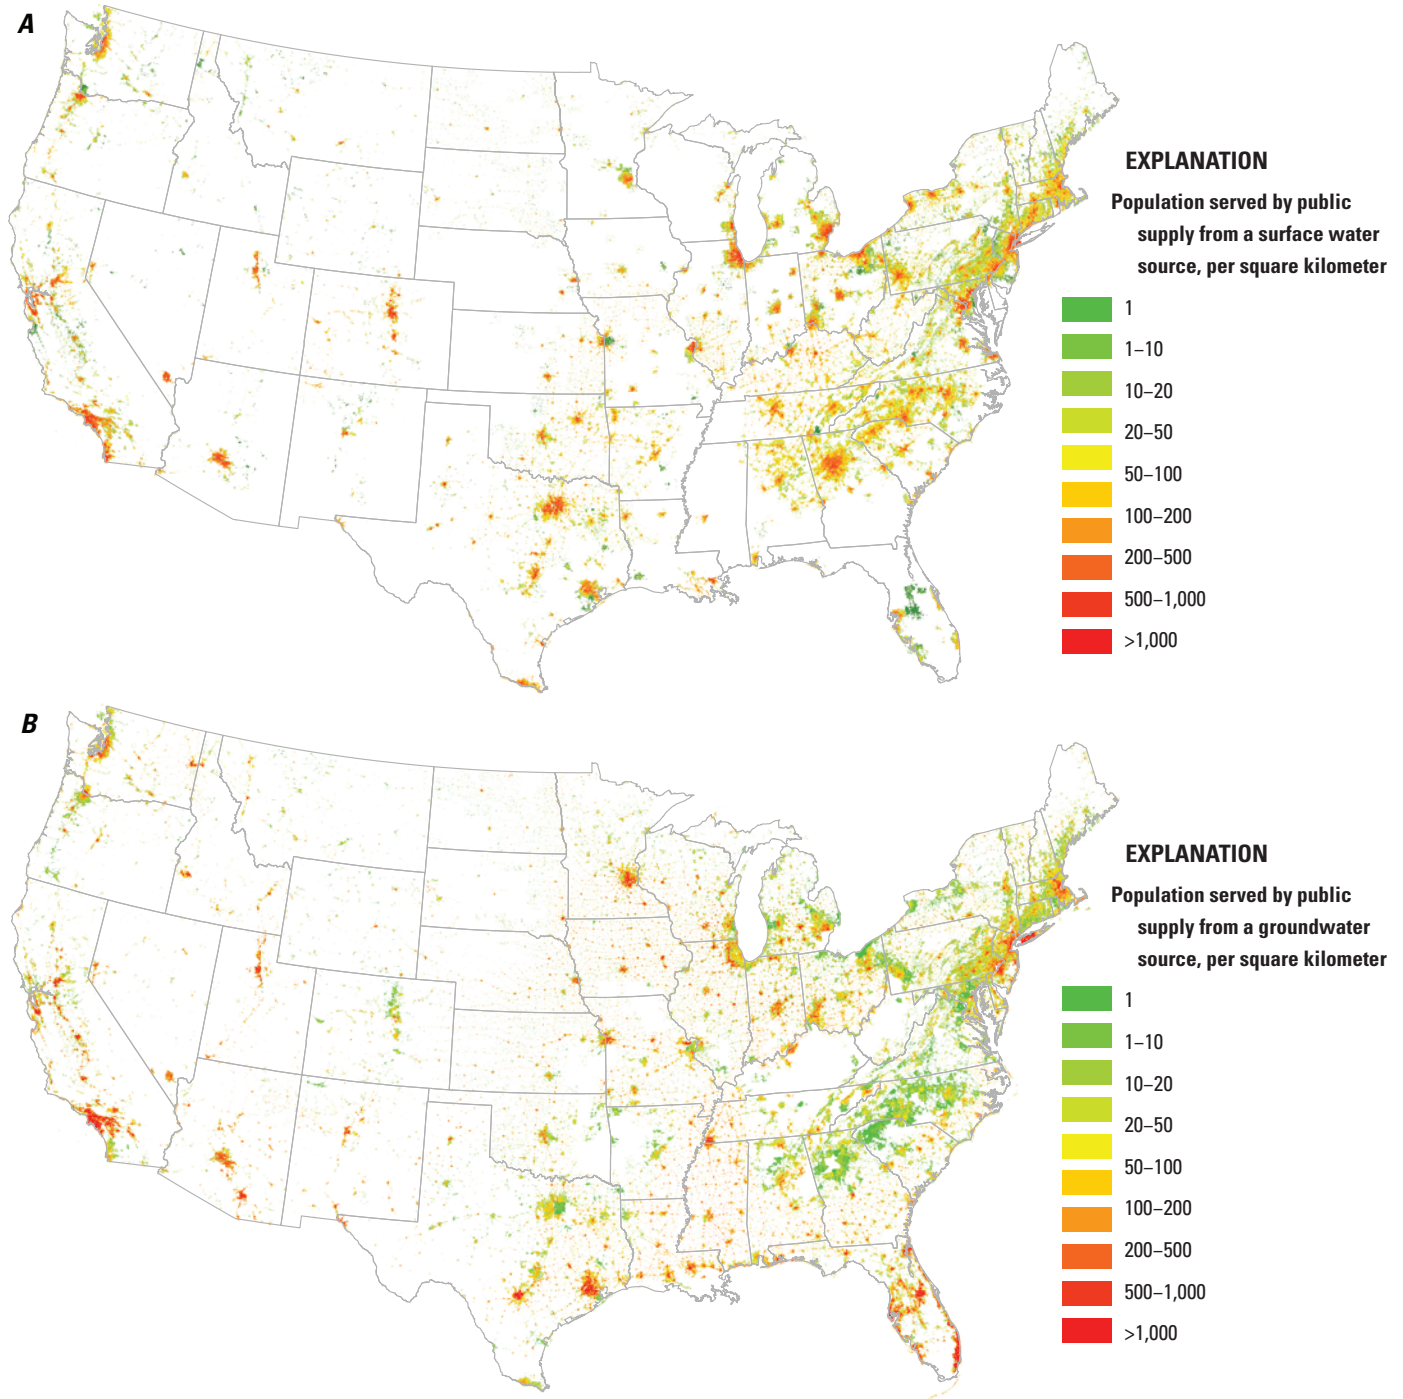 A
EXPLANATION
Population served by public
supply from a surface water
source, per square kilometer
1
1–10
10–20
20–50
50–100
100–200
200–500
500–1,000
>1,000
B
EXPLANATION
Population served by public
supply from a groundwater
source, per square kilometer
1
1–10
10–20
20–50
50–100
100–200
200–500
500–1,000
>1,000